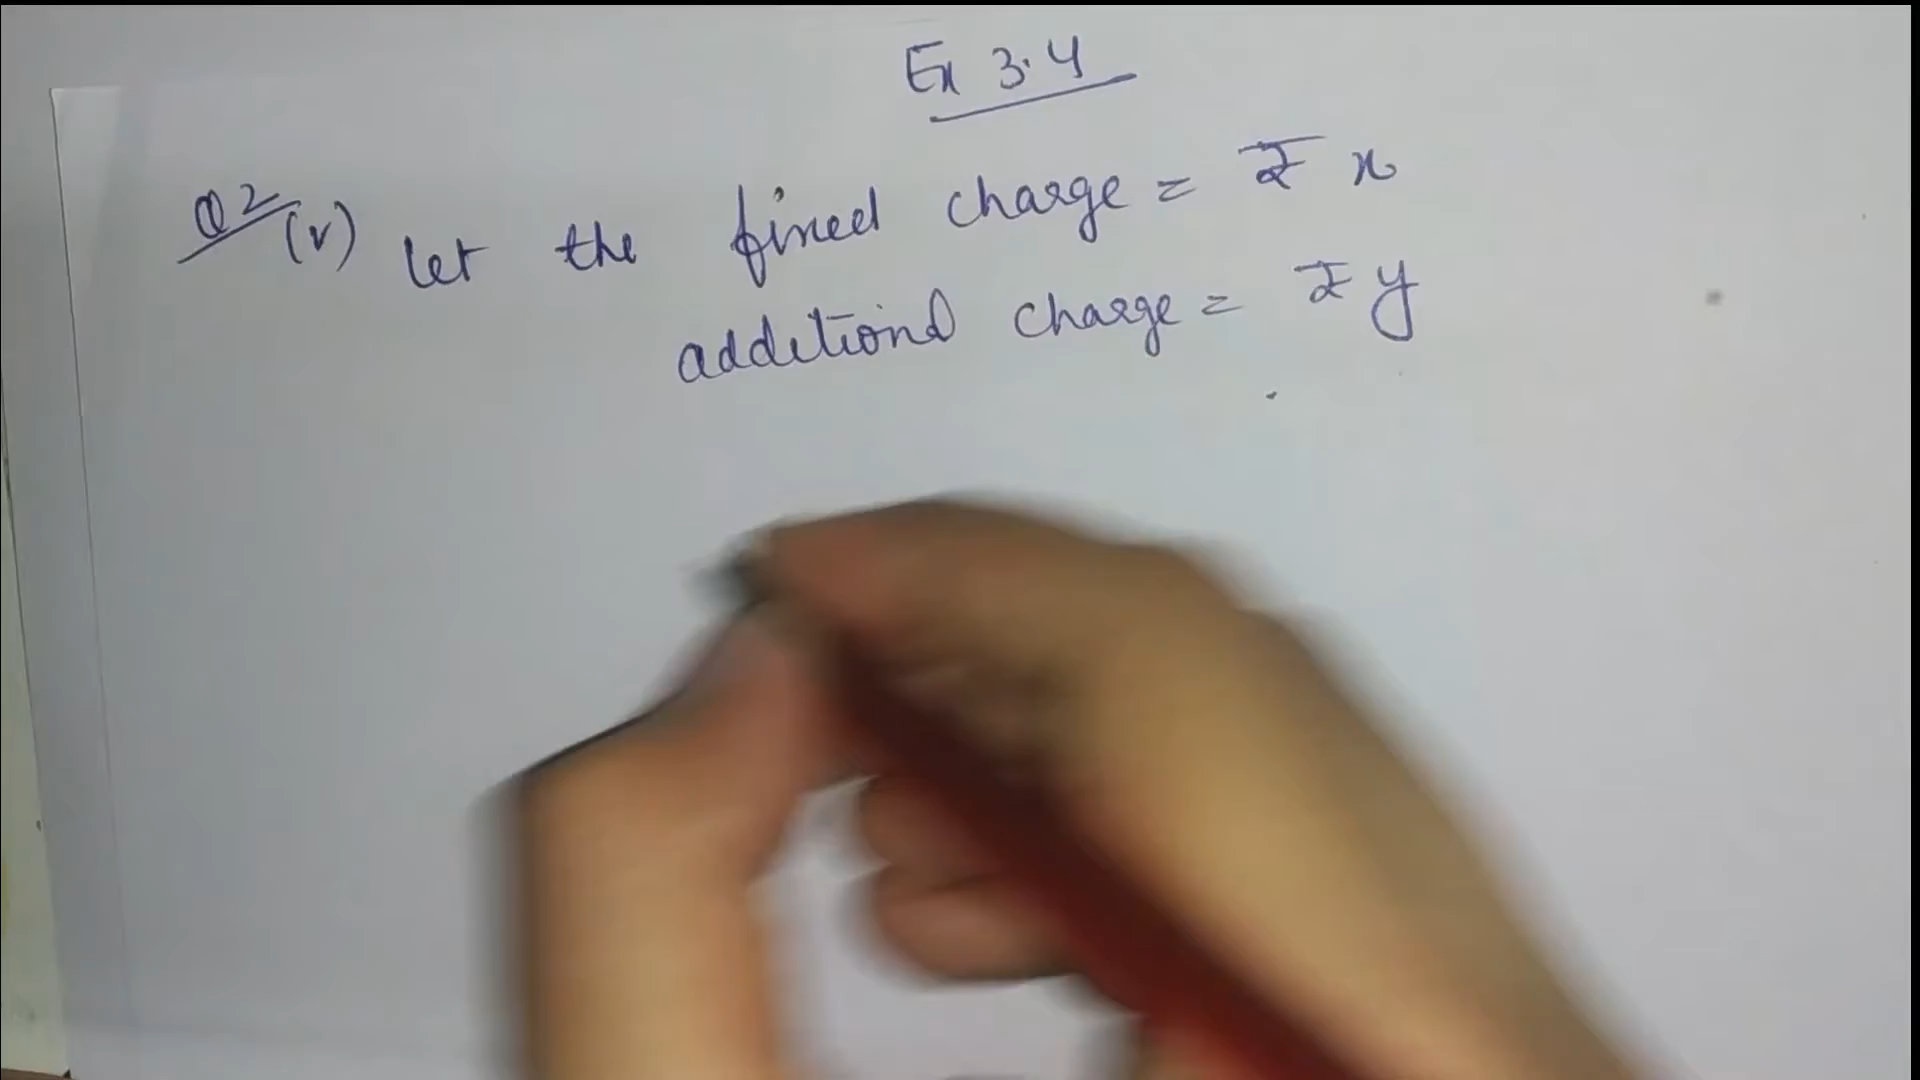 Ex 3.4
Q2 (v) let the fixed charge = ₹ x
additional charge = ₹ y